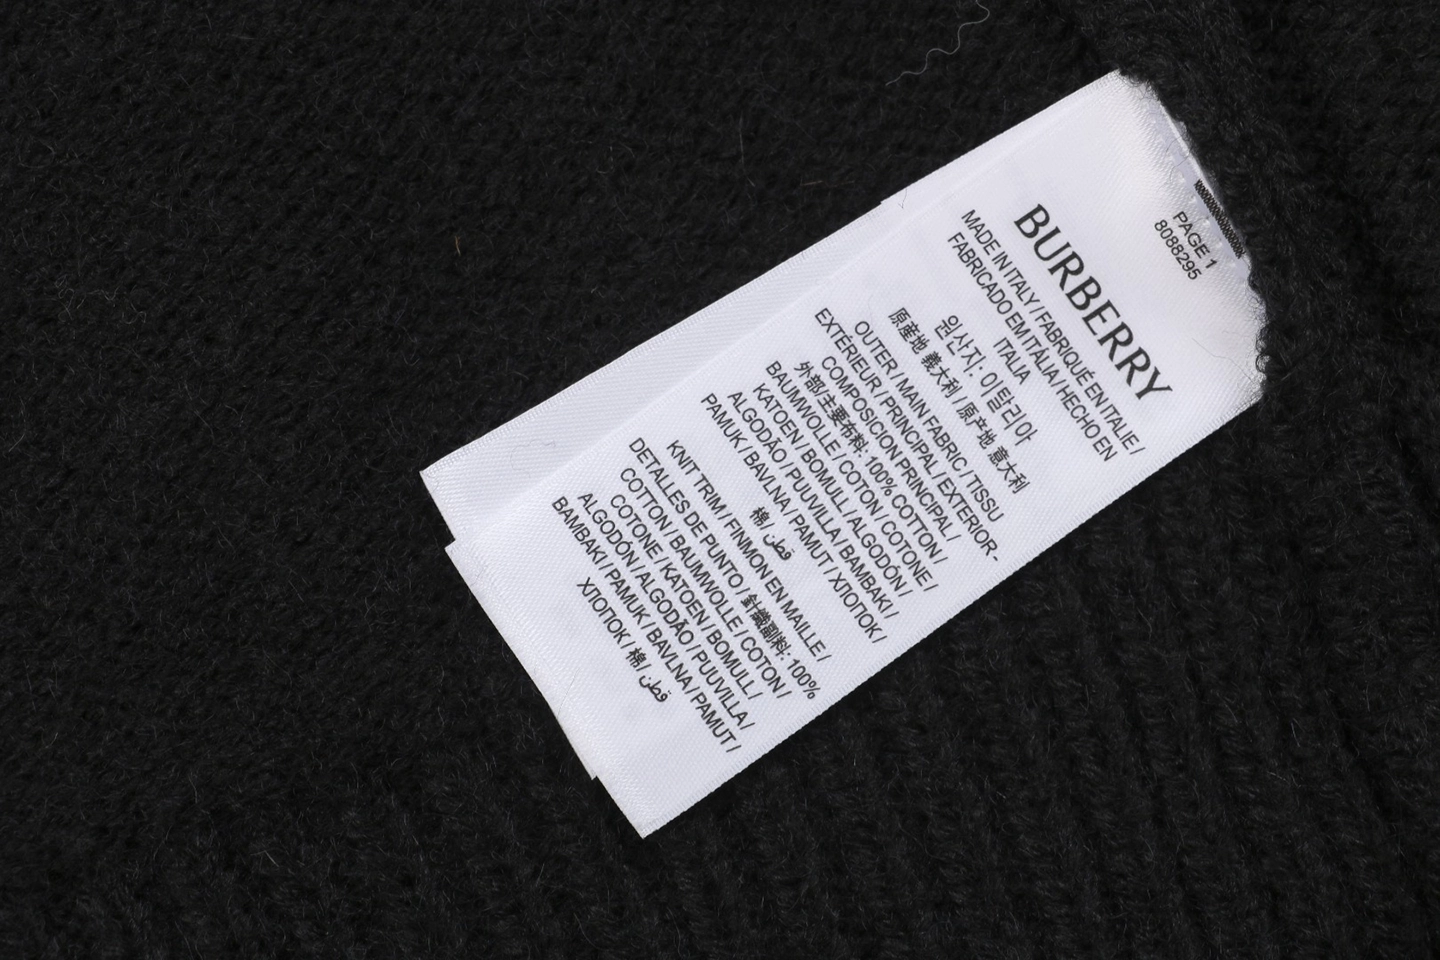 PAGE 1
8088295
BURBERRY
MADE IN ITALY / FABRIQUÉ EN ITALIE /
FABRICADO EM ITÁLIA / HECHO EN
ITALIA
원산지: 이탈리아
原産地 義大利 / 原产地 意大利
OUTER / MAIN FABRIC / TISSU
EXTÉRIEUR / PRINCIPAL / EXTERIOR -
COMPOSICION PRINCIPAL /
外部/主要布料: 100% COTTON /
BAUMWOLLE / COTON / COTONE /
KATOEN / BOMULL / ALGODÓN /
ALGODÃO / PUUVILLA / BAMBAKI /
PAMUK / BAVLNA / PAMUT / ХЛОПОК /
棉 / قطن
KNIT TRIM / FINMON EN MAILLE /
DETALLES DE PUNTO / 針織副料: 100%
COTTON / BAUMWOLLE / COTON /
COTONE / KATOEN / BOMULL /
ALGODÓN / ALGODÃO / PUUVILLA /
BAMBAKI / PAMUK / BAVLNA / PAMUT /
ХЛОПОК / 棉 / قطن